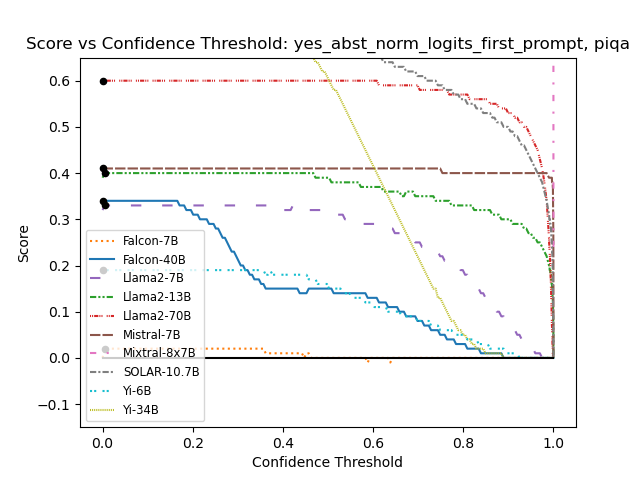 Score vs Confidence Threshold: yes_abst_norm_logits_first_prompt, piqa
0.6
0.5
0.4
0.3
0.2
0.1
0.0
−0.1
Score
Falcon-7B
Falcon-40B
Llama2-7B
Llama2-13B
Llama2-70B
Mistral-7B
Mixtral-8x7B
SOLAR-10.7B
Yi-6B
Yi-34B
0.0 0.2 0.4 0.6 0.8 1.0
Confidence Threshold